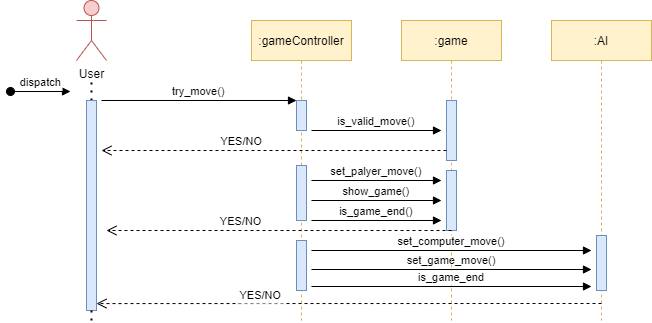 :gameController
:game
:AI
User
dispatch
try_move()
is_valid_move()
YES/NO
set_palyer_move()
show_game()
is_game_end()
YES/NO
set_computer_move()
set_game_move()
is_game_end
YES/NO